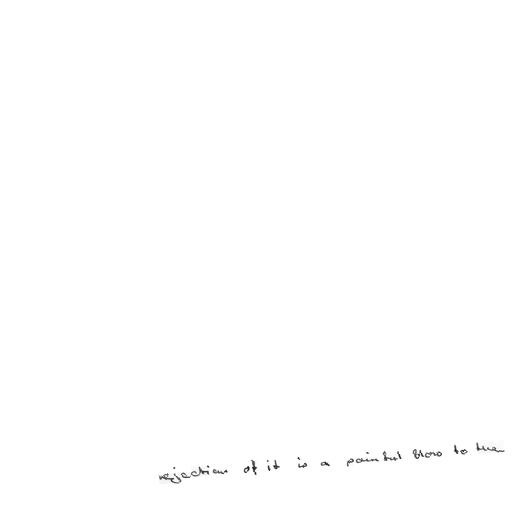 rejection of it is a painful blow to the